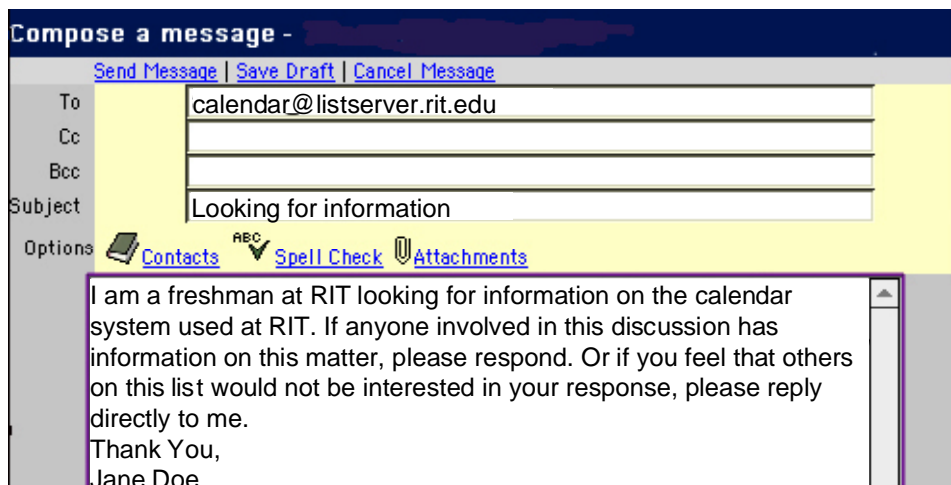 Compose a message -
Send Message | Save Draft | Cancel Message
To calendar@listserver.rit.edu
Cc
Bcc
Subject Looking for information
Options Contacts ABC Spell Check Attachments
I am a freshman at RIT looking for information on the calendar
system used at RIT. If anyone involved in this discussion has
information on this matter, please respond. Or if you feel that others
on this list would not be interested in your response, please reply
directly to me.
Thank You,
Jane Doe